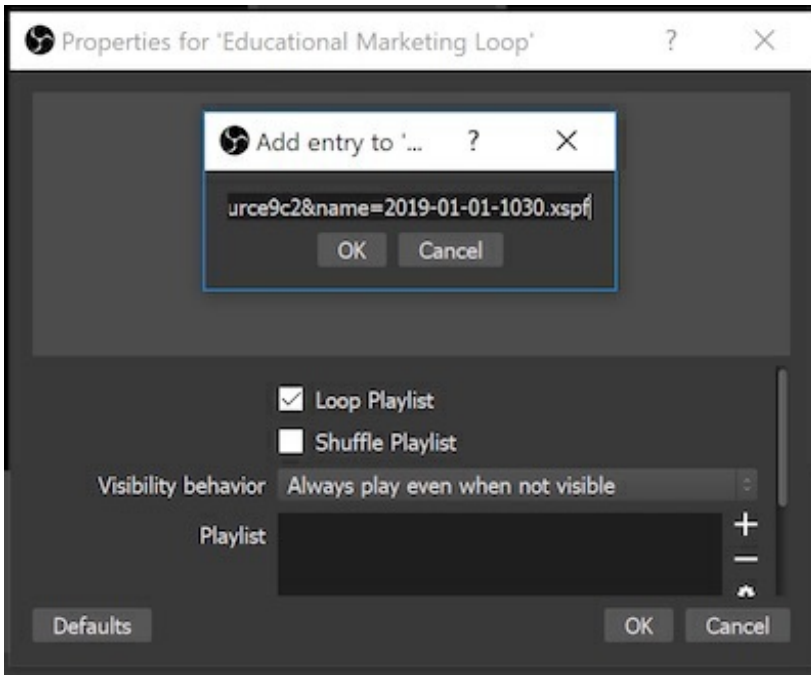 Properties for 'Educational Marketing Loop' ?
Add entry to '... ?
urce9c2&name=2019-01-01-1030.xspf
OK Cancel
Loop Playlist
Shuffle Playlist
Visibility behavior Always play even when not visible
Playlist
Defaults OK Cancel